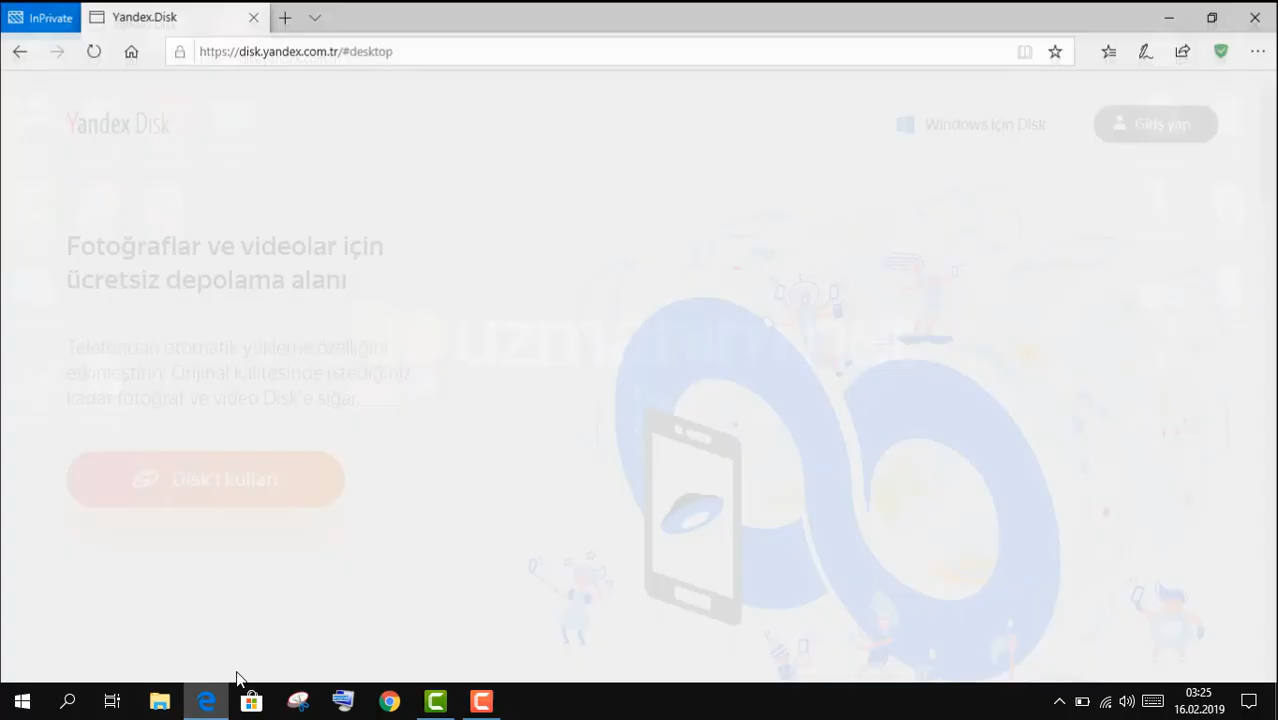 InPrivate
Yandex.Disk
https://disk.yandex.com.tr/#desktop
Yandex Disk
Windows için Disk
Giriş yap
Fotoğraflar ve videolar için
ücretsiz depolama alanı
Telefondan otomatik yükleme özelliğini
etkinleştirin. Orijinal kalitesinde istediğiniz
kadar fotoğraf ve video Disk'e sığar.
Disk'i kullan
03:25
16.02.2019